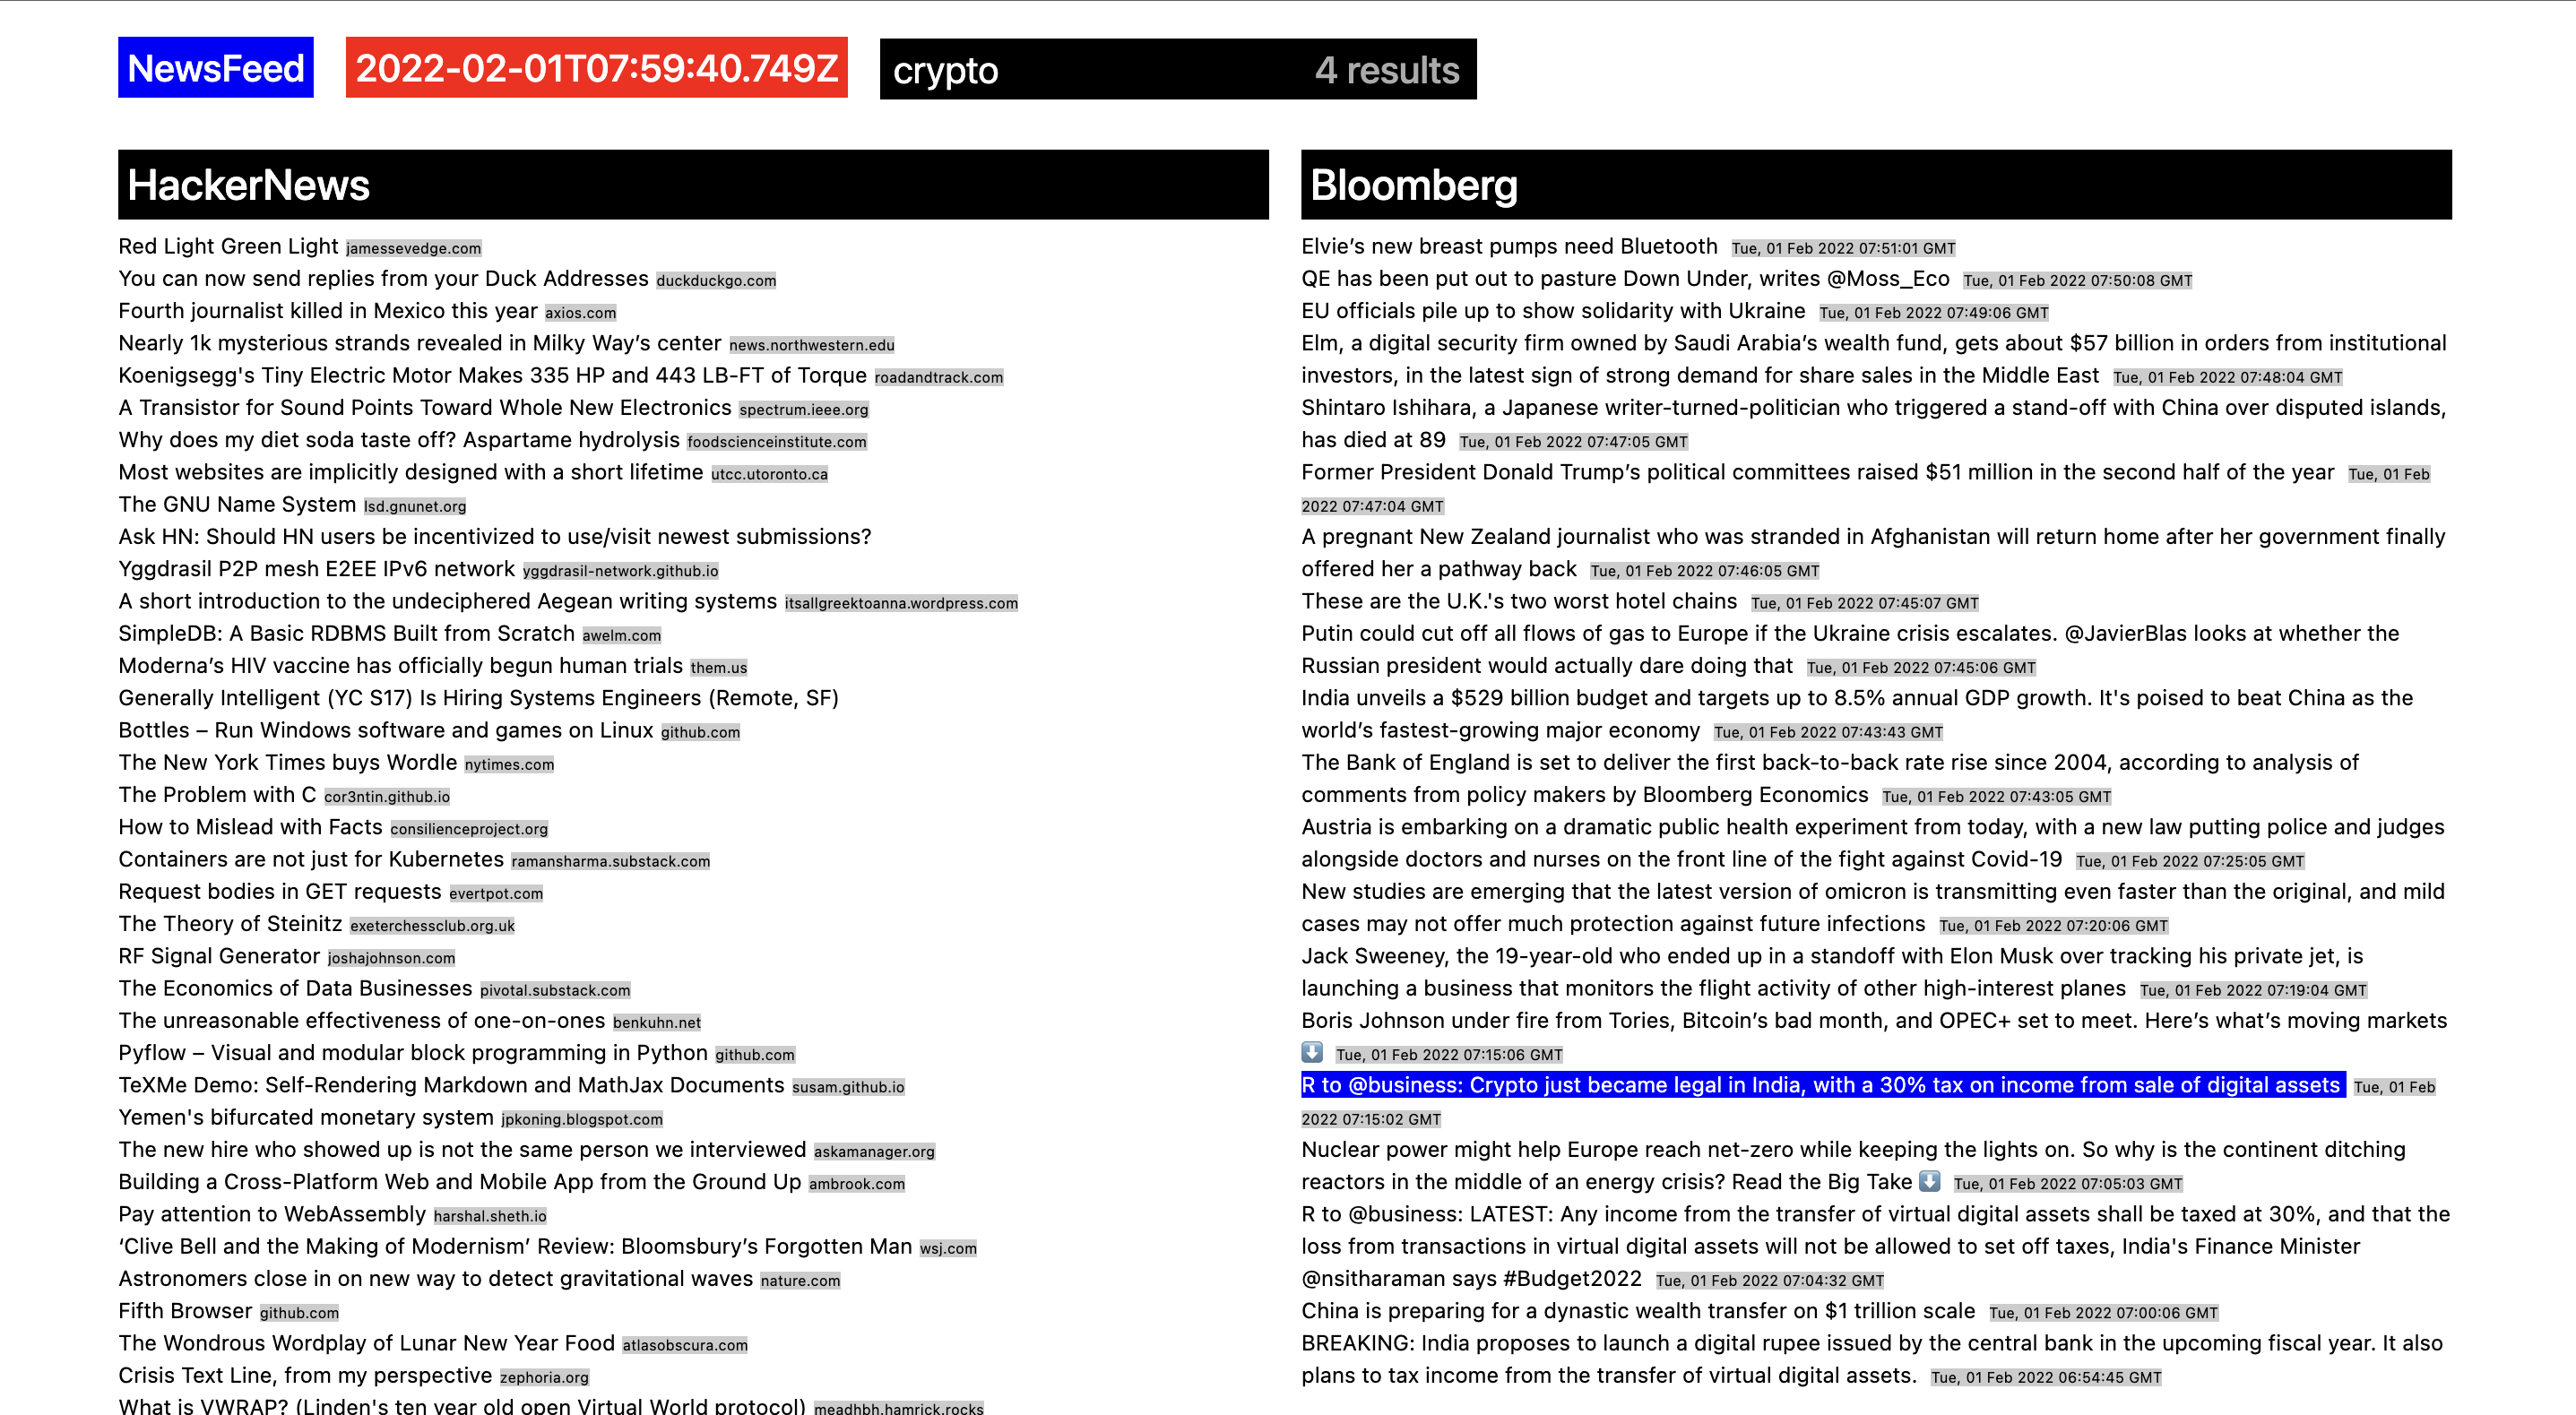 NewsFeed 2022-02-01T07:59:40.749Z crypto 4 results
HackerNews
Red Light Green Light jamessevedge.com
You can now send replies from your Duck Addresses duckduckgo.com
Fourth journalist killed in Mexico this year axios.com
Nearly 1k mysterious strands revealed in Milky Way’s center news.northwestern.edu
Koenigsegg's Tiny Electric Motor Makes 335 HP and 443 LB-FT of Torque roadandtrack.com
A Transistor for Sound Points Toward Whole New Electronics spectrum.ieee.org
Why does my diet soda taste off? Aspartame hydrolysis foodscienceinstitute.com
Most websites are implicitly designed with a short lifetime utcc.utoronto.ca
The GNU Name System lsd.gnunet.org
Ask HN: Should HN users be incentivized to use/visit newest submissions?
Yggdrasil P2P mesh E2EE IPv6 network yggdrasil-network.github.io
A short introduction to the undeciphered Aegean writing systems itsallgreektoanna.wordpress.com
SimpleDB: A Basic RDBMS Built from Scratch awelm.com
Moderna’s HIV vaccine has officially begun human trials them.us
Generally Intelligent (YC S17) Is Hiring Systems Engineers (Remote, SF)
Bottles – Run Windows software and games on Linux github.com
The New York Times buys Wordle nytimes.com
The Problem with C cor3ntin.github.io
How to Mislead with Facts consilienceproject.org
Containers are not just for Kubernetes ramansharma.substack.com
Request bodies in GET requests evertpot.com
The Theory of Steinitz exeterchessclub.org.uk
RF Signal Generator joshajohnson.com
The Economics of Data Businesses pivotal.substack.com
The unreasonable effectiveness of one-on-ones benkuhn.net
Pyflow – Visual and modular block programming in Python github.com
TeXMe Demo: Self-Rendering Markdown and MathJax Documents susam.github.io
Yemen's bifurcated monetary system jpkoning.blogspot.com
The new hire who showed up is not the same person we interviewed askamanager.org
Building a Cross-Platform Web and Mobile App from the Ground Up ambrook.com
Pay attention to WebAssembly harshal.sheth.io
‘Clive Bell and the Making of Modernism’ Review: Bloomsbury’s Forgotten Man wsj.com
Astronomers close in on new way to detect gravitational waves nature.com
Fifth Browser github.com
The Wondrous Wordplay of Lunar New Year Food atlasobscura.com
Crisis Text Line, from my perspective zephoria.org
What is VWRAP? (Linden's ten year old open Virtual World protocol) meadhbh.hamrick.rocks
Bloomberg
Elvie’s new breast pumps need Bluetooth Tue, 01 Feb 2022 07:51:01 GMT
QE has been put out to pasture Down Under, writes @Moss_Eco Tue, 01 Feb 2022 07:50:08 GMT
EU officials pile up to show solidarity with Ukraine Tue, 01 Feb 2022 07:49:06 GMT
Elm, a digital security firm owned by Saudi Arabia’s wealth fund, gets about $57 billion in orders from institutional
investors, in the latest sign of strong demand for share sales in the Middle East Tue, 01 Feb 2022 07:48:04 GMT
Shintaro Ishihara, a Japanese writer-turned-politician who triggered a stand-off with China over disputed islands,
has died at 89 Tue, 01 Feb 2022 07:47:05 GMT
Former President Donald Trump’s political committees raised $51 million in the second half of the year Tue, 01 Feb
2022 07:47:04 GMT
A pregnant New Zealand journalist who was stranded in Afghanistan will return home after her government finally
offered her a pathway back Tue, 01 Feb 2022 07:46:05 GMT
These are the U.K.'s two worst hotel chains Tue, 01 Feb 2022 07:45:07 GMT
Putin could cut off all flows of gas to Europe if the Ukraine crisis escalates. @JavierBlas looks at whether the
Russian president would actually dare doing that Tue, 01 Feb 2022 07:45:06 GMT
India unveils a $529 billion budget and targets up to 8.5% annual GDP growth. It's poised to beat China as the
world’s fastest-growing major economy Tue, 01 Feb 2022 07:43:43 GMT
The Bank of England is set to deliver the first back-to-back rate rise since 2004, according to analysis of
comments from policy makers by Bloomberg Economics Tue, 01 Feb 2022 07:43:05 GMT
Austria is embarking on a dramatic public health experiment from today, with a new law putting police and judges
alongside doctors and nurses on the front line of the fight against Covid-19 Tue, 01 Feb 2022 07:25:05 GMT
New studies are emerging that the latest version of omicron is transmitting even faster than the original, and mild
cases may not offer much protection against future infections Tue, 01 Feb 2022 07:20:06 GMT
Jack Sweeney, the 19-year-old who ended up in a standoff with Elon Musk over tracking his private jet, is
launching a business that monitors the flight activity of other high-interest planes Tue, 01 Feb 2022 07:19:04 GMT
Boris Johnson under fire from Tories, Bitcoin’s bad month, and OPEC+ set to meet. Here’s what’s moving markets
⬇️ Tue, 01 Feb 2022 07:15:06 GMT
R to @business: Crypto just became legal in India, with a 30% tax on income from sale of digital assets Tue, 01 Feb
2022 07:15:02 GMT
Nuclear power might help Europe reach net-zero while keeping the lights on. So why is the continent ditching
reactors in the middle of an energy crisis? Read the Big Take ⬇️ Tue, 01 Feb 2022 07:05:03 GMT
R to @business: LATEST: Any income from the transfer of virtual digital assets shall be taxed at 30%, and that the
loss from transactions in virtual digital assets will not be allowed to set off taxes, India's Finance Minister
@nsitharaman says #Budget2022 Tue, 01 Feb 2022 07:04:32 GMT
China is preparing for a dynastic wealth transfer on $1 trillion scale Tue, 01 Feb 2022 07:00:06 GMT
BREAKING: India proposes to launch a digital rupee issued by the central bank in the upcoming fiscal year. It also
plans to tax income from the transfer of virtual digital assets. Tue, 01 Feb 2022 06:54:45 GMT